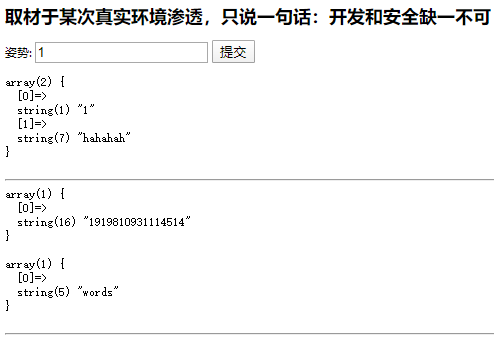 取材于某次真实环境渗透，只说一句话：开发和安全缺一不可
姿势: 1 提交
array(2) {
  [0]=>
  string(1) "1"
  [1]=>
  string(7) "hahahah"
}
array(1) {
  [0]=>
  string(16) "1919810931114514"
}
array(1) {
  [0]=>
  string(5) "words"
}